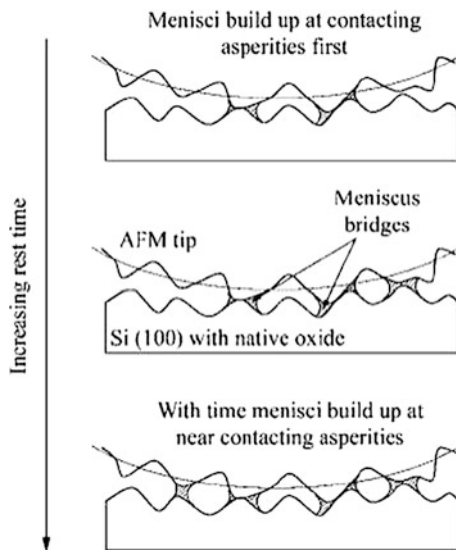 Menisci build up at contacting
asperities first
Increasing rest time
AFM tip
Meniscus
bridges
Si (100) with native oxide
With time menisci build up at
near contacting asperities